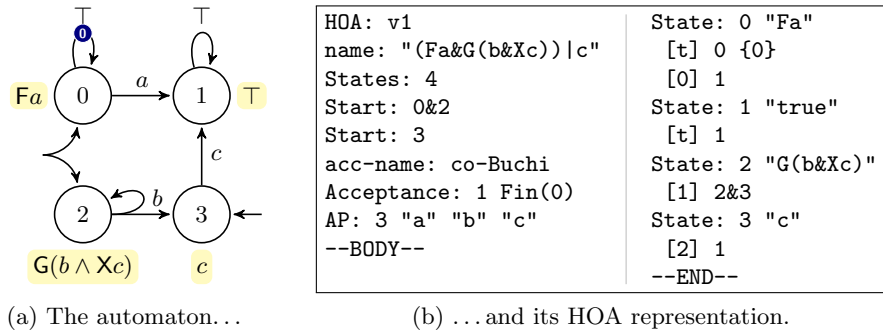 ⊤ ⊤
0
a
Fa 0 1 ⊤
c
b
2 3
G(b ∧ Xc) c
(a) The automaton...
HOA: v1
name: "(Fa&G(b&Xc))|c"
States: 4
Start: 0&2
Start: 3
acc-name: co-Buchi
Acceptance: 1 Fin(0)
AP: 3 "a" "b" "c"
--BODY--
State: 0 "Fa"
[t] 0 {0}
[0] 1
State: 1 "true"
[t] 1
State: 2 "G(b&Xc)"
[1] 2&3
State: 3 "c"
[2] 1
--END--
(b) ...and its HOA representation.